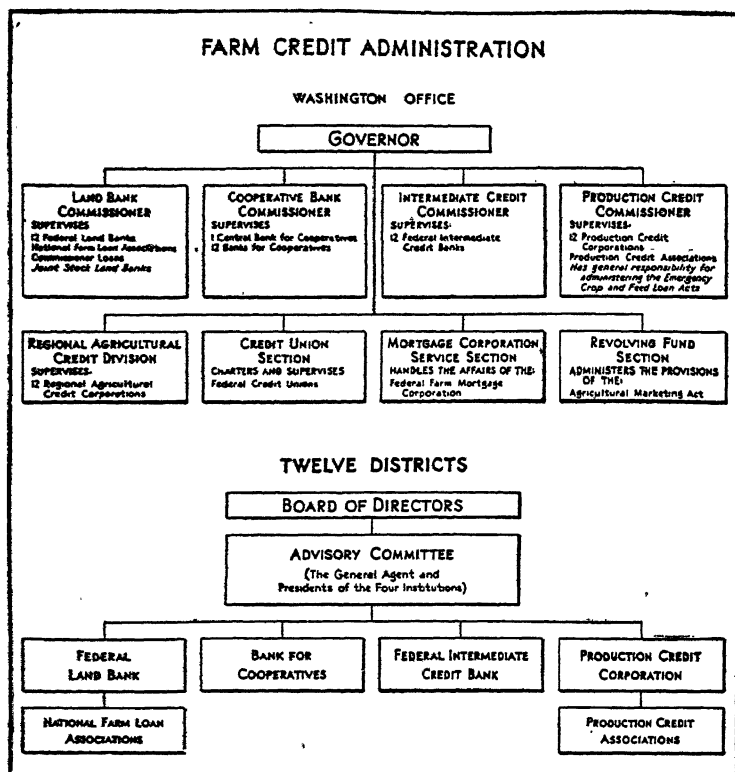 FARM CREDIT ADMINISTRATION
WASHINGTON OFFICE
GOVERNOR
LAND BANK
COMMISSIONER
SUPERVISES
12 Federal Land Banks
National Farm Loan Associations
Commissioner Loans
Joint Stock Land Banks
COOPERATIVE BANK
COMMISSIONER
SUPERVISES
1 Central Bank for Cooperatives
12 Banks for Cooperatives
INTERMEDIATE CREDIT
COMMISSIONER
SUPERVISES:
12 Federal Intermediate
Credit Banks
PRODUCTION CREDIT
COMMISSIONER
SUPERVISES:
12 Production Credit
Corporations
Production Credit Associations
Has general responsibility for
administering the Emergency
Crop and Feed Loan Acts
REGIONAL AGRICULTURAL
CREDIT DIVISION
SUPERVISES:
12 Regional Agricultural
Credit Corporations
CREDIT UNION
SECTION
CHARTERS AND SUPERVISES
Federal Credit Unions
MORTGAGE CORPORATION
SERVICE SECTION
HANDLES THE AFFAIRS OF THE:
Federal Farm Mortgage
Corporation
REVOLVING FUND
SECTION
ADMINISTERS THE PROVISIONS
OF THE:
Agricultural Marketing Act
TWELVE DISTRICTS
BOARD OF DIRECTORS
ADVISORY COMMITTEE
(The General Agent and
Presidents of the Four Institutions)
FEDERAL
LAND BANK
BANK FOR
COOPERATIVES
FEDERAL INTERMEDIATE
CREDIT BANK
PRODUCTION CREDIT
CORPORATION
NATIONAL FARM LOAN
ASSOCIATIONS
PRODUCTION CREDIT
ASSOCIATIONS